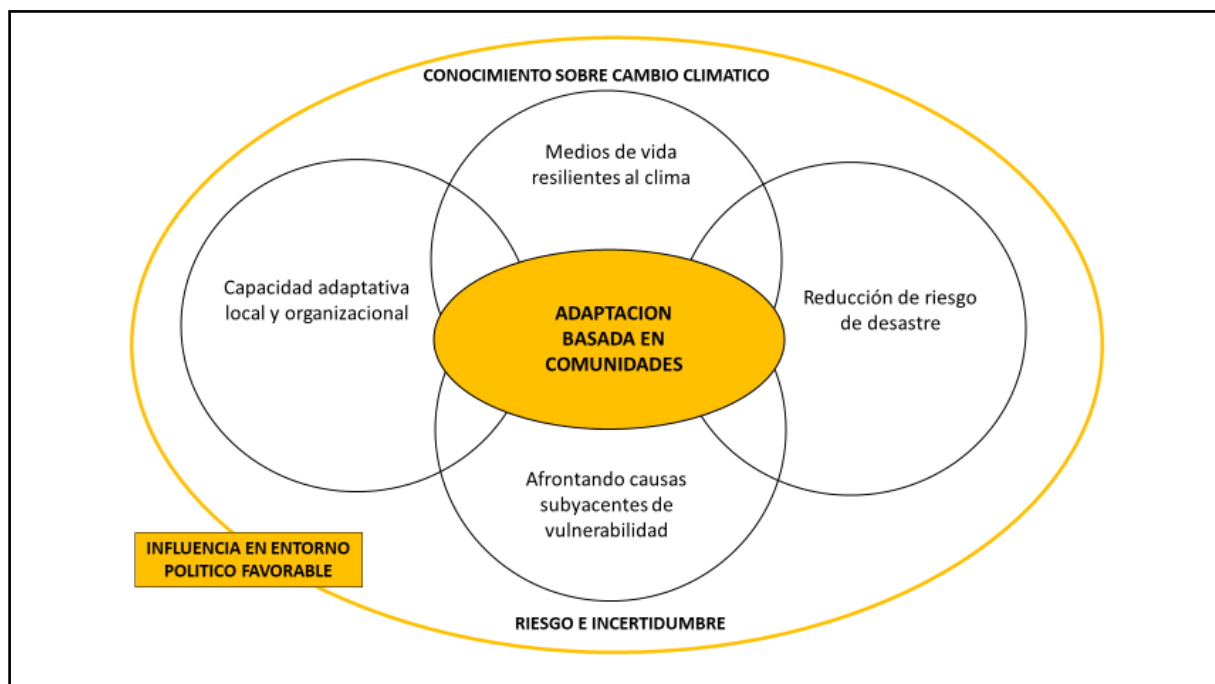 CONOCIMIENTO SOBRE CAMBIO CLIMATICO
Medios de vida
resilientes al clima
Capacidad adaptativa
local y organizacional
ADAPTACION
BASADA EN
COMUNIDADES
Reducción de riesgo
de desastre
Afrontando causas
subyacentes de
vulnerabilidad
INFLUENCIA EN ENTORNO
POLITICO FAVORABLE
RIESGO E INCERTIDUMBRE